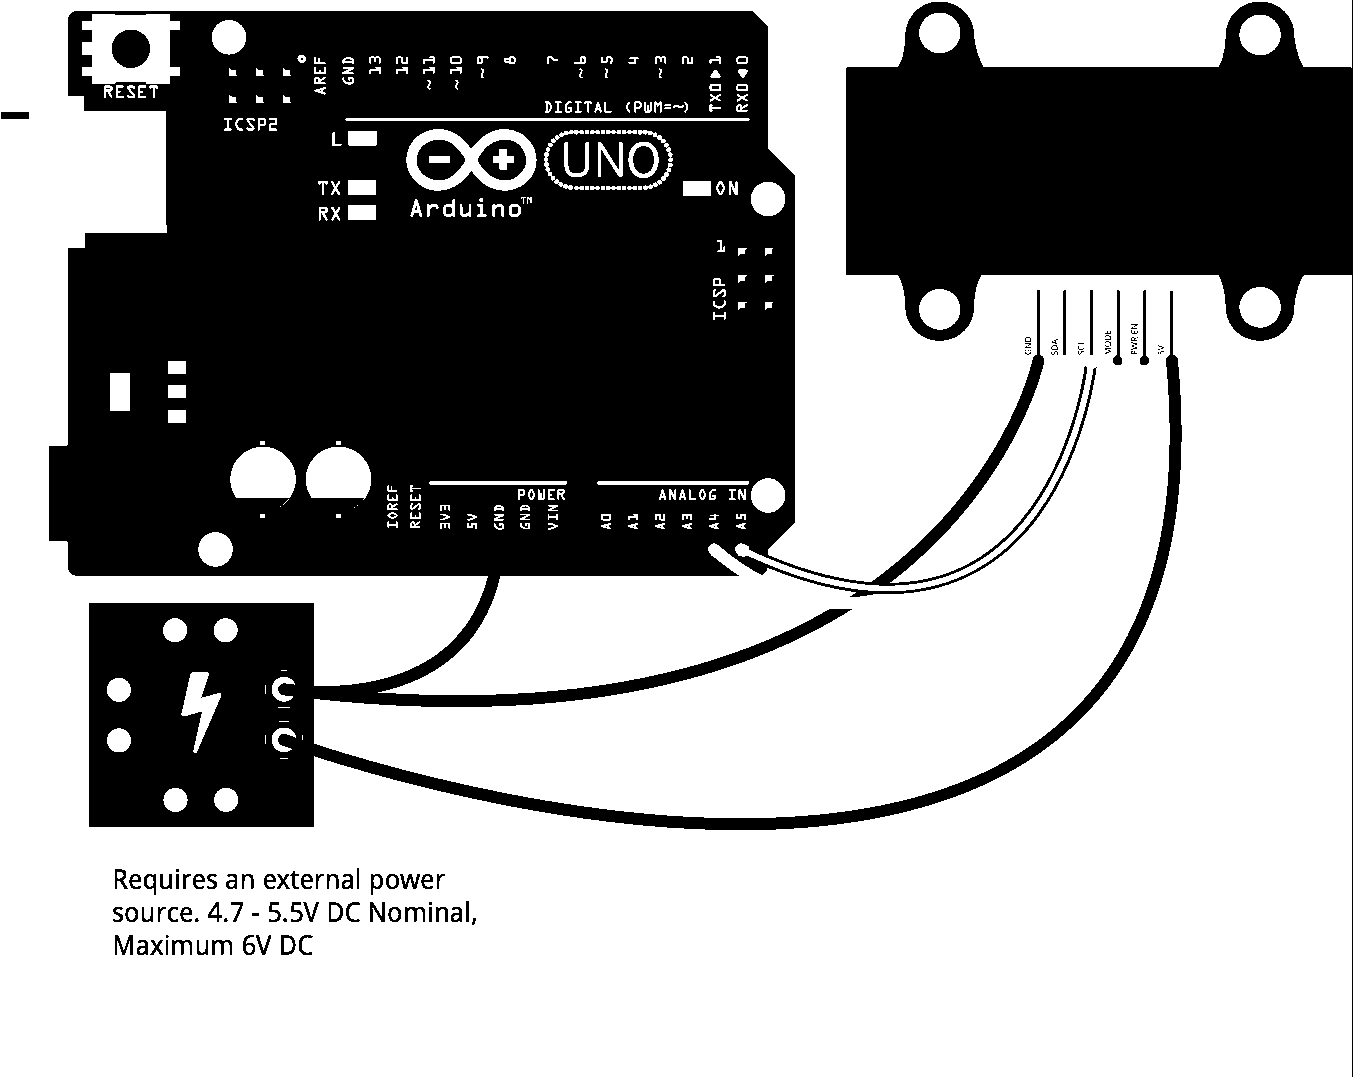 RESET
ICSP2
AREF
GND
13
12
~11
~10
~9
8
7
~6
~5
4
~3
2
TX0▶1
RX0◀0
DIGITAL (PWM=~)
L
TX
RX
UNO
Arduino™
ON
1
ICSP
GND
SDA
SCL
MODE
PWR EN
5V
POWER
ANALOG IN
IOREF
RESET
3V3
5V
GND
GND
VIN
A0
A1
A2
A3
A4
A5
Requires an external power
source. 4.7 - 5.5V DC Nominal,
Maximum 6V DC